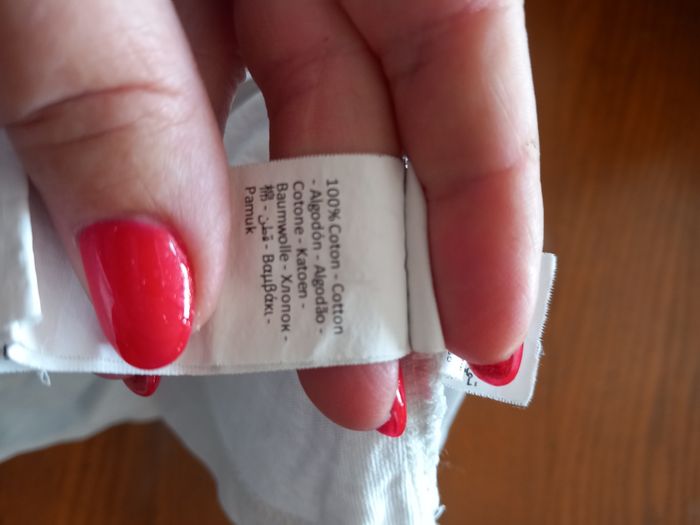 100% Coton - Cotton
- Algodón - Algodão -
Cotone - Katoen -
Baumwolle - Хлопок -
棉 - قطن - Βαμβάκι -
Pamuk